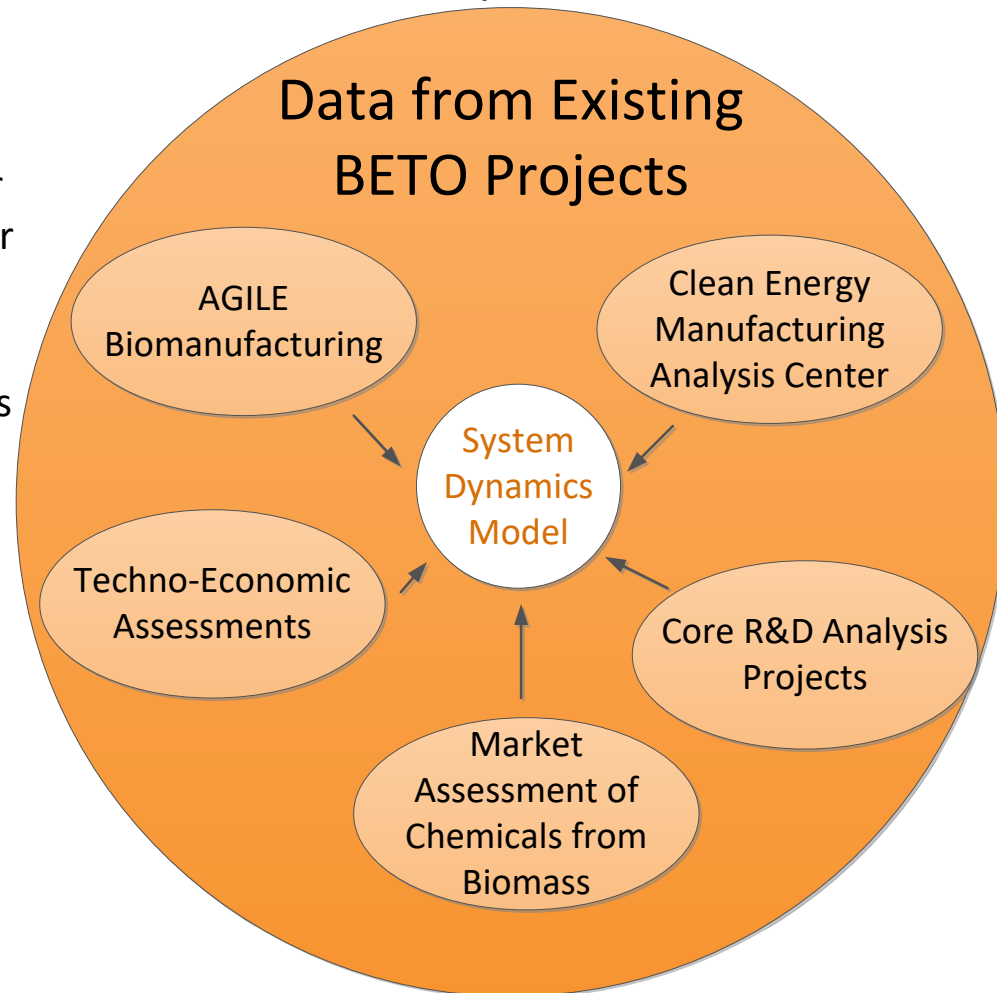 Data from Existing
BETO Projects
r
AGILE
Biomanufacturing
Clean Energy
Manufacturing
Analysis Center
s
System
Dynamics
Model
Techno-Economic
Assessments
Core R&D Analysis
Projects
Market
Assessment of
Chemicals from
Biomass